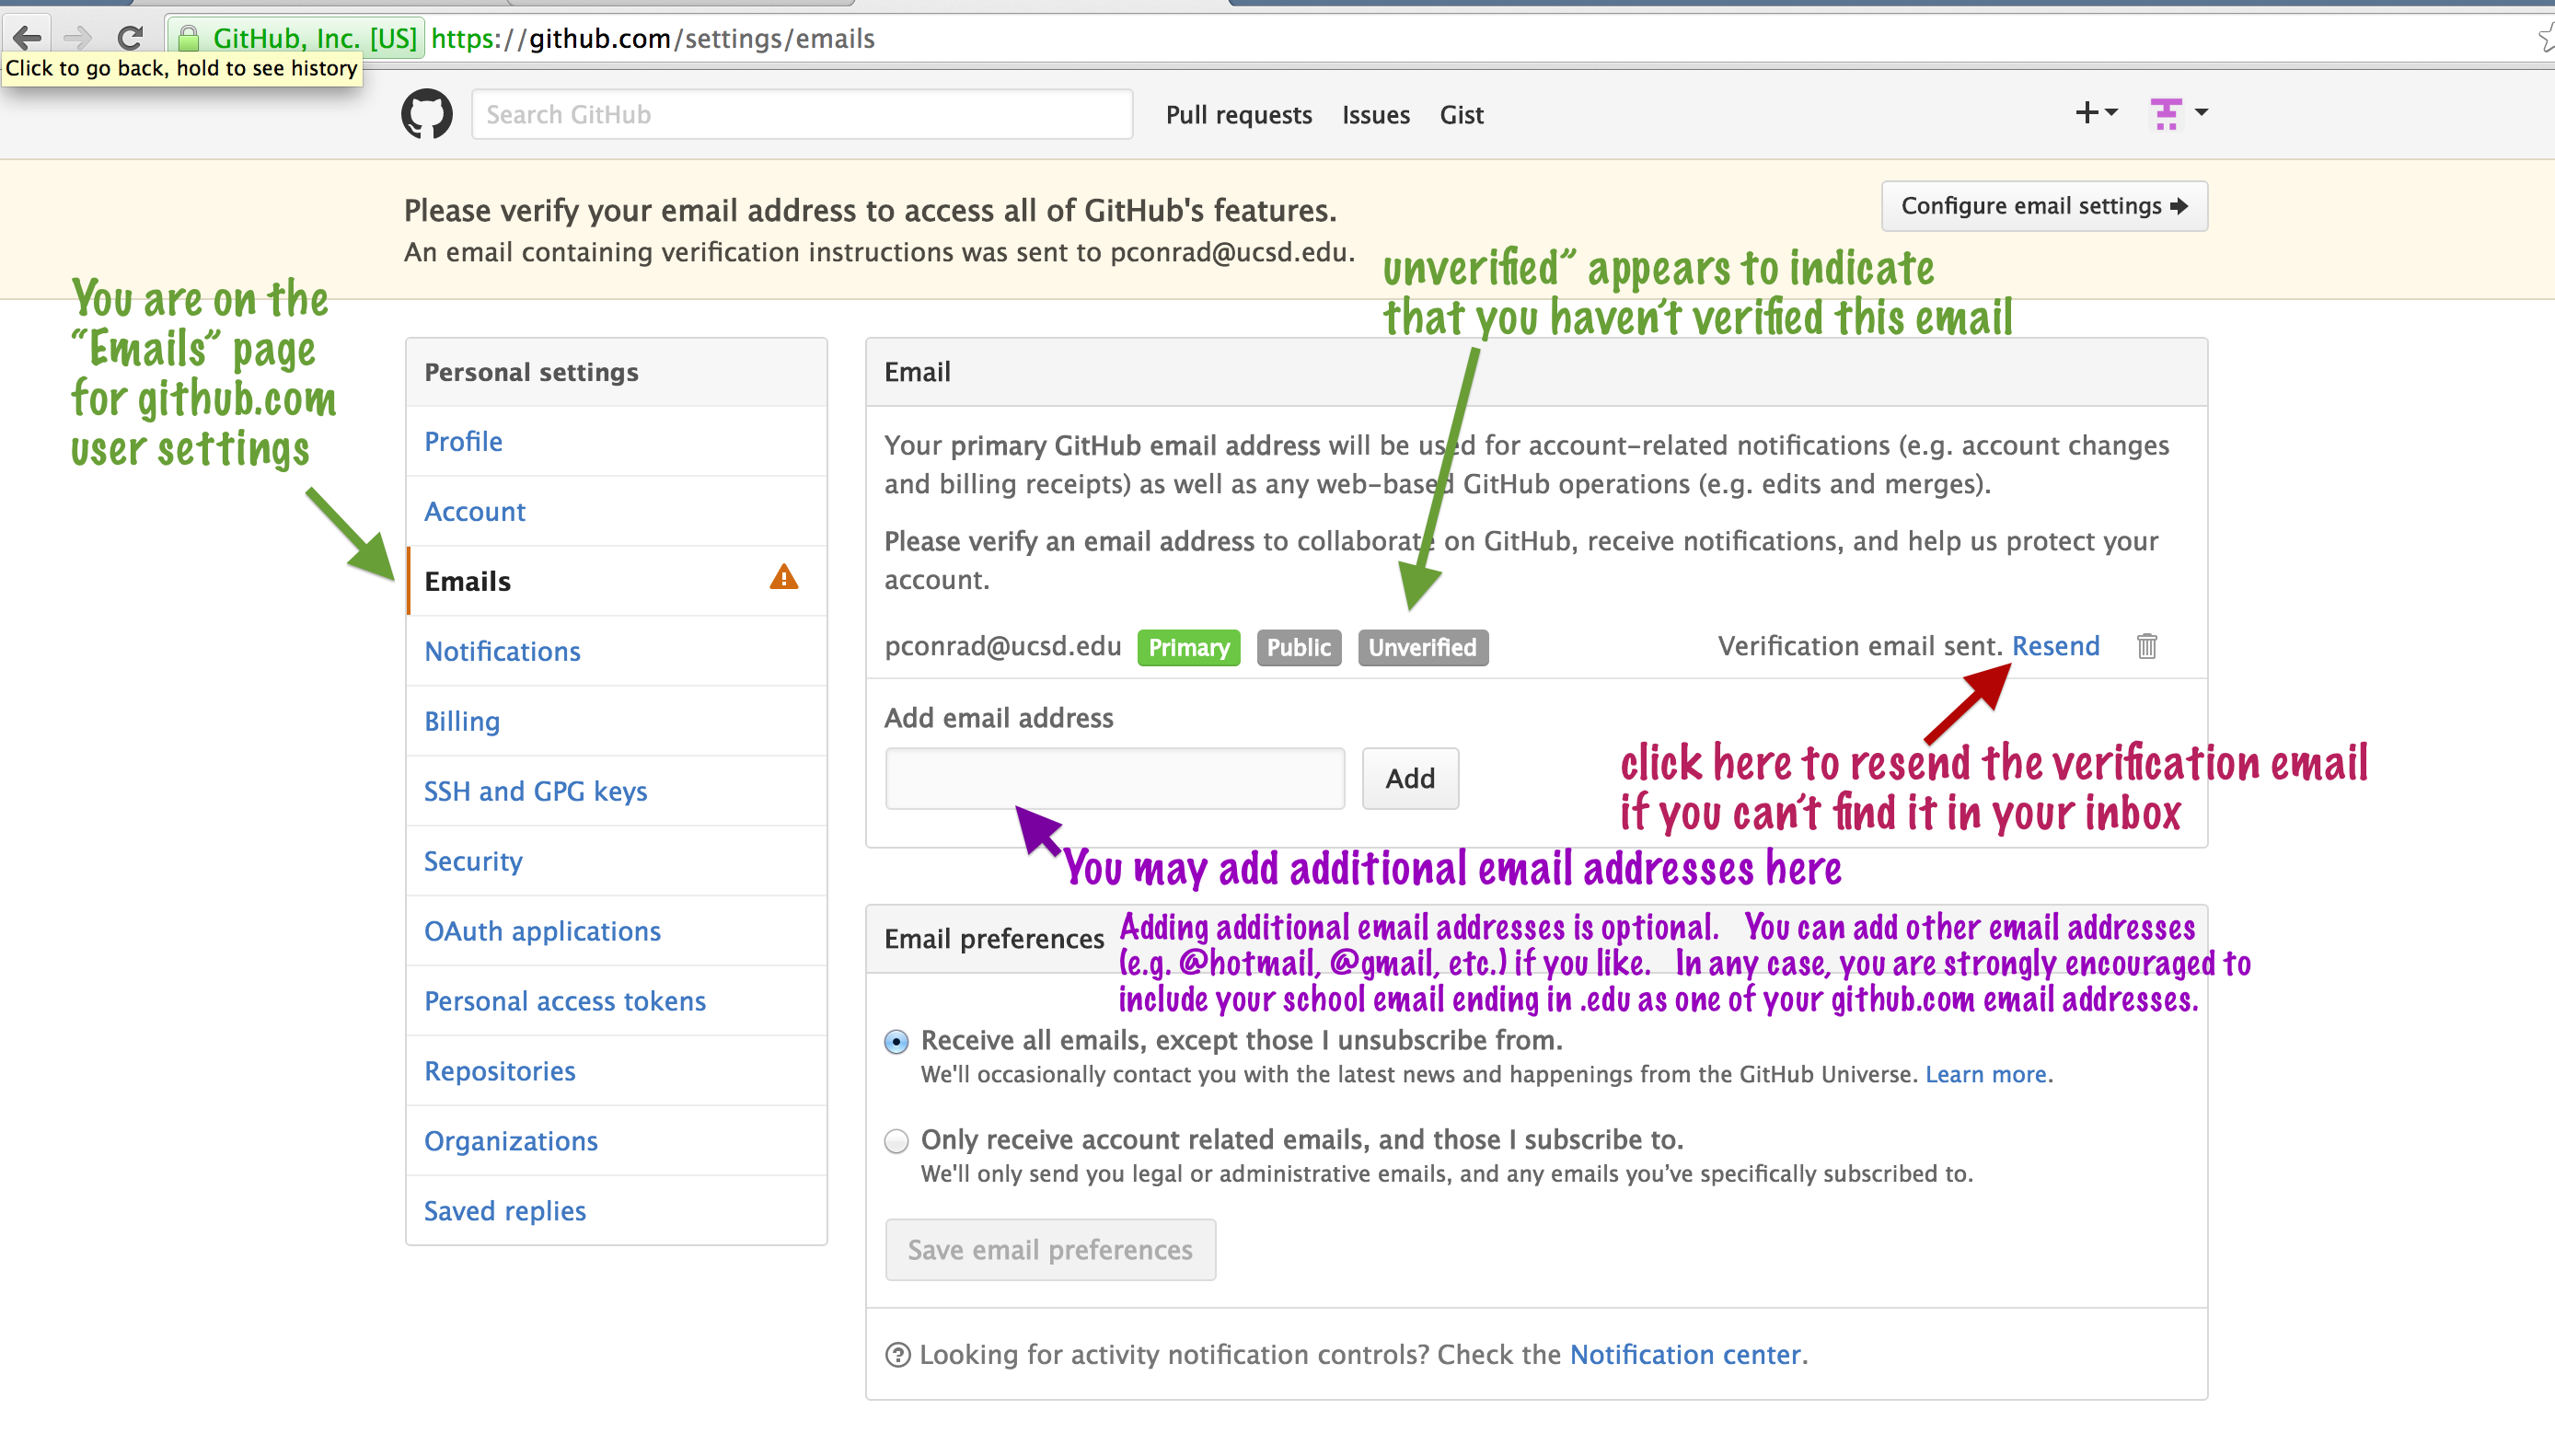 GitHub, Inc. [US] https://github.com/settings/emails
Click to go back, hold to see history
Search GitHub
Pull requests Issues Gist
Please verify your email address to access all of GitHub's features.
An email containing verification instructions was sent to pconrad@ucsd.edu.
Configure email settings
unverified” appears to indicate
that you haven’t verified this email
You are on the
“Emails” page
for github.com
user settings
Personal settings
Profile
Account
Emails
Notifications
Billing
SSH and GPG keys
Security
OAuth applications
Personal access tokens
Repositories
Organizations
Saved replies
Email
Your primary GitHub email address will be used for account-related notifications (e.g. account changes
and billing receipts) as well as any web-based GitHub operations (e.g. edits and merges).
Please verify an email address to collaborate on GitHub, receive notifications, and help us protect your
account.
pconrad@ucsd.edu Primary Public Unverified Verification email sent. Resend
Add email address
Add
click here to resend the verification email
if you can’t find it in your inbox
You may add additional email addresses here
Email preferences
Adding additional email addresses is optional. You can add other email addresses
(e.g. @hotmail, @gmail, etc.) if you like. In any case, you are strongly encouraged to
include your school email ending in .edu as one of your github.com email addresses.
Receive all emails, except those I unsubscribe from.
We'll occasionally contact you with the latest news and happenings from the GitHub Universe. Learn more.
Only receive account related emails, and those I subscribe to.
We'll only send you legal or administrative emails, and any emails you’ve specifically subscribed to.
Save email preferences
Looking for activity notification controls? Check the Notification center.